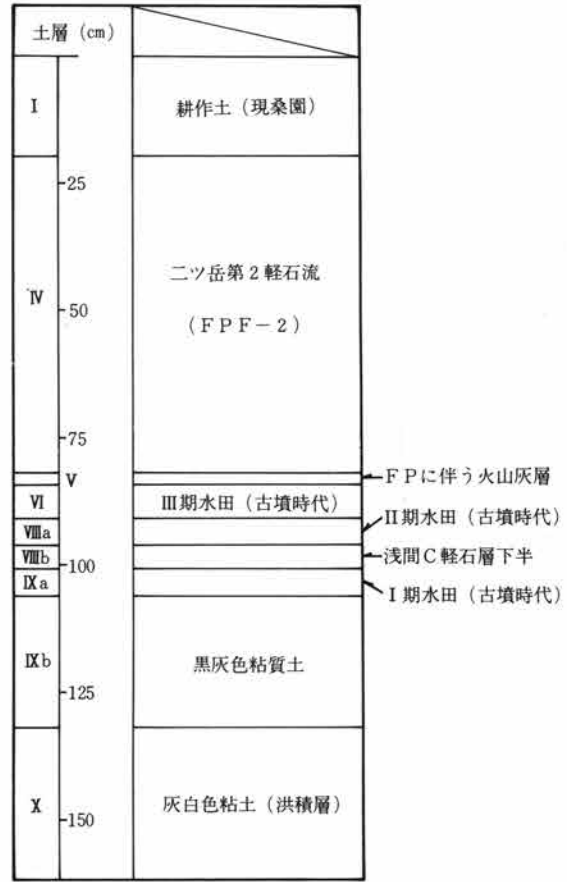 土層(cm)
Ⅰ
耕作土(現桑園)
25
二ツ岳第2軽石流
Ⅳ
50
(FPF-2)
75
Ⅴ
FPに伴う火山灰層
Ⅵ
Ⅲ期水田(古墳時代)
Ⅱ期水田(古墳時代)
Ⅷa
Ⅷb
100
浅間C軽石層下半
Ⅸa
Ⅰ期水田(古墳時代)
Ⅸb
黒灰色粘質土
125
Ⅹ
灰白色粘土(洪積層)
150